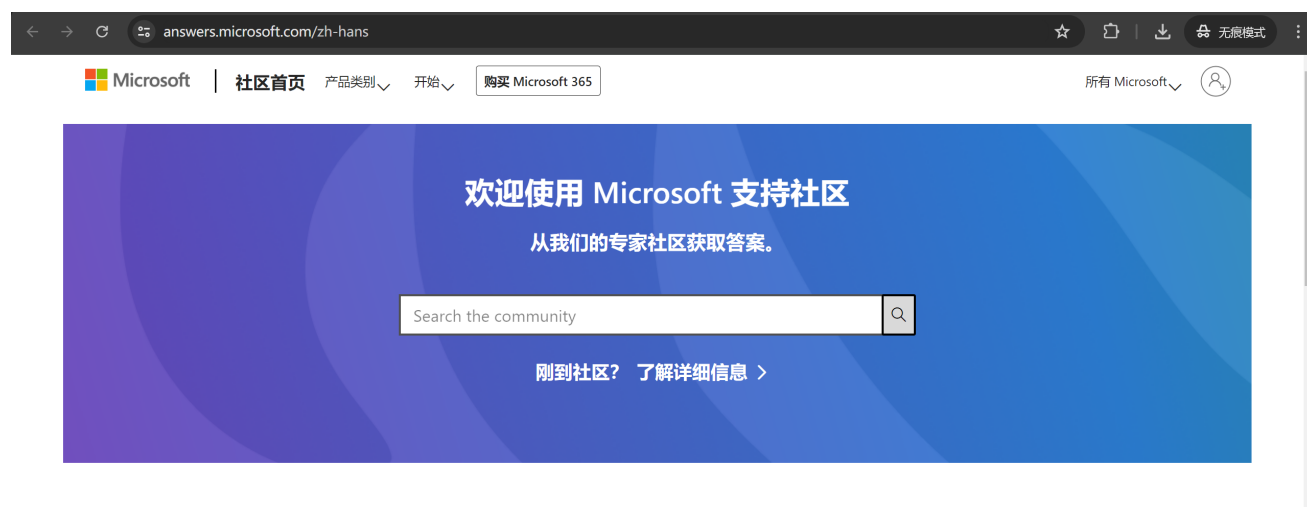 answers.microsoft.com/zh-hans
无痕模式
Microsoft 社区首页 产品类别 开始 购买 Microsoft 365 所有 Microsoft
欢迎使用 Microsoft 支持社区
从我们的专家社区获取答案。
Search the community
刚到社区? 了解详细信息